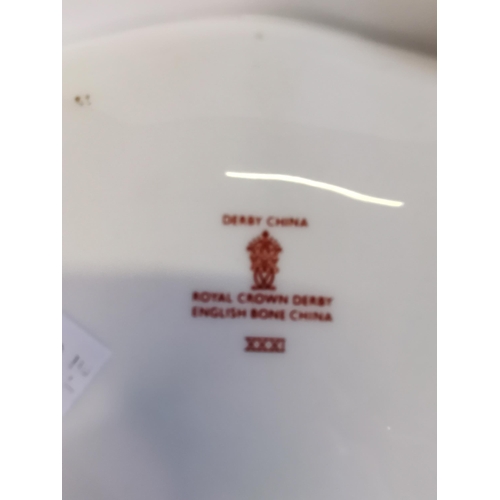 DERBY CHINA
ROYAL CROWN DERBY
ENGLISH BONE CHINA
XXXI